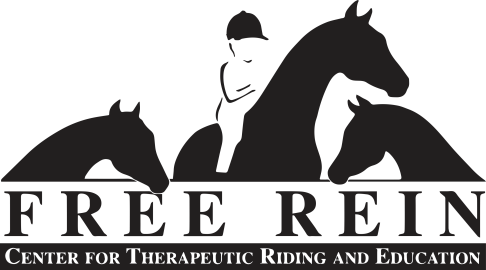 FREE REIN
CENTER FOR THERAPEUTIC RIDING AND EDUCATION